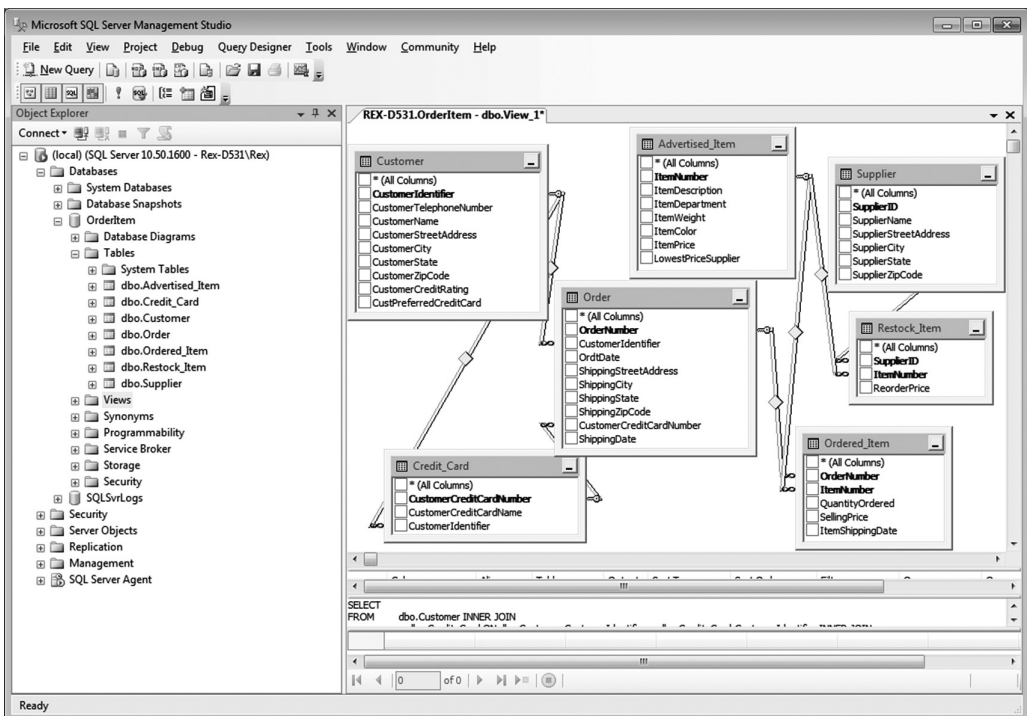 Microsoft SQL Server Management Studio
File Edit View Project Debug Query Designer Tools Window Community Help
New Query
Object Explorer
Connect
(local) (SQL Server 10.50.1600 - Rex-D531\Rex)
Databases
System Databases
Database Snapshots
OrderItem
Database Diagrams
Tables
System Tables
dbo.Advertised_Item
dbo.Credit_Card
dbo.Customer
dbo.Order
dbo.Ordered_Item
dbo.Restock_Item
dbo.Supplier
Views
Synonyms
Programmability
Service Broker
Storage
Security
SQLSvrLogs
Security
Server Objects
Replication
Management
SQL Server Agent
REX-D531.OrderItem - dbo.View_1*
Customer
* (All Columns)
CustomerIdentifier
CustomerTelephoneNumber
CustomerName
CustomerStreetAddress
CustomerCity
CustomerState
CustomerZipCode
CustomerCreditRating
CustPreferredCreditCard
Advertised_Item
* (All Columns)
ItemNumber
ItemDescription
ItemDepartment
ItemWeight
ItemColor
ItemPrice
LowestPriceSupplier
Supplier
* (All Columns)
SupplierID
SupplierName
SupplierStreetAddress
SupplierCity
SupplierState
SupplierZipCode
Order
* (All Columns)
OrderNumber
CustomerIdentifier
OrdtDate
ShippingStreetAddress
ShippingCity
ShippingState
ShippingZipCode
CustomerCreditCardNumber
ShippingDate
Restock_Item
* (All Columns)
SupplierID
ItemNumber
ReorderPrice
Credit_Card
* (All Columns)
CustomerCreditCardNumber
CustomerCreditCardName
CustomerIdentifier
Ordered_Item
* (All Columns)
OrderNumber
ItemNumber
QuantityOrdered
SellingPrice
ItemShippingDate
SELECT
FROM dbo.Customer INNER JOIN
0 of 0
Ready